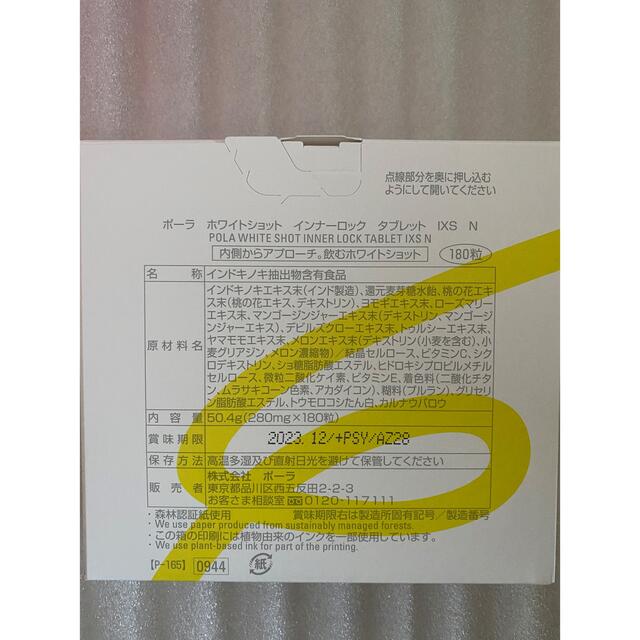 点線部分を奥に押し込む
ようにして開いてください
ポーラ ホワイトショット インナーロック タブレット IXS N
POLA WHITE SHOT INNER LOCK TABLET IXS N
内側からアプローチ。飲むホワイトショット 180粒
名称 インドキノキ抽出物含有食品
原材料名
インドキノキエキス末(インド製造)、還元麦芽糖水飴、桃の花エキ
ス末(桃の花エキス、デキストリン)、ヨモギエキス末、ローズマリー
エキス末、マンゴージンジャーエキス末(デキストリン、マンゴージ
ンジャーエキス)、デビルズクローエキス末、トゥルシーエキス末、
ヤマモモエキス末、メロンエキス末(デキストリン(小麦を含む)、小
麦グリアジン、メロン濃縮物)/結晶セルロース、ビタミンC、シク
ロデキストリン、ショ糖脂肪酸エステル、ヒドロキシプロピルメチル
セルロース、微粒二酸化ケイ素、ビタミンE、着色料(二酸化チタ
ン、ムラサキコーン色素、アカダイコン)、糊料(プルラン)、グリセリ
ン脂肪酸エステル、トウモロコシたん白、カルナウバロウ
内容量 50.4g(280mg×180粒)
賞味期限 2023.12/+PSY/AZ28
保存方法 高温多湿及び直射日光を避けて保管してください
販売者
株式会社 ポーラ
東京都品川区西五反田2-2-3
お客さま相談室 0120-117111
・森林認証紙使用 賞味期限右は製造所固有記号/製造番号
・We use paper produced from sustainably managed forests.
・この箱の印刷には植物由来のインクを一部使用しています。
・We use plant-based ink for part of the printing.
【P-165】 0944 紙